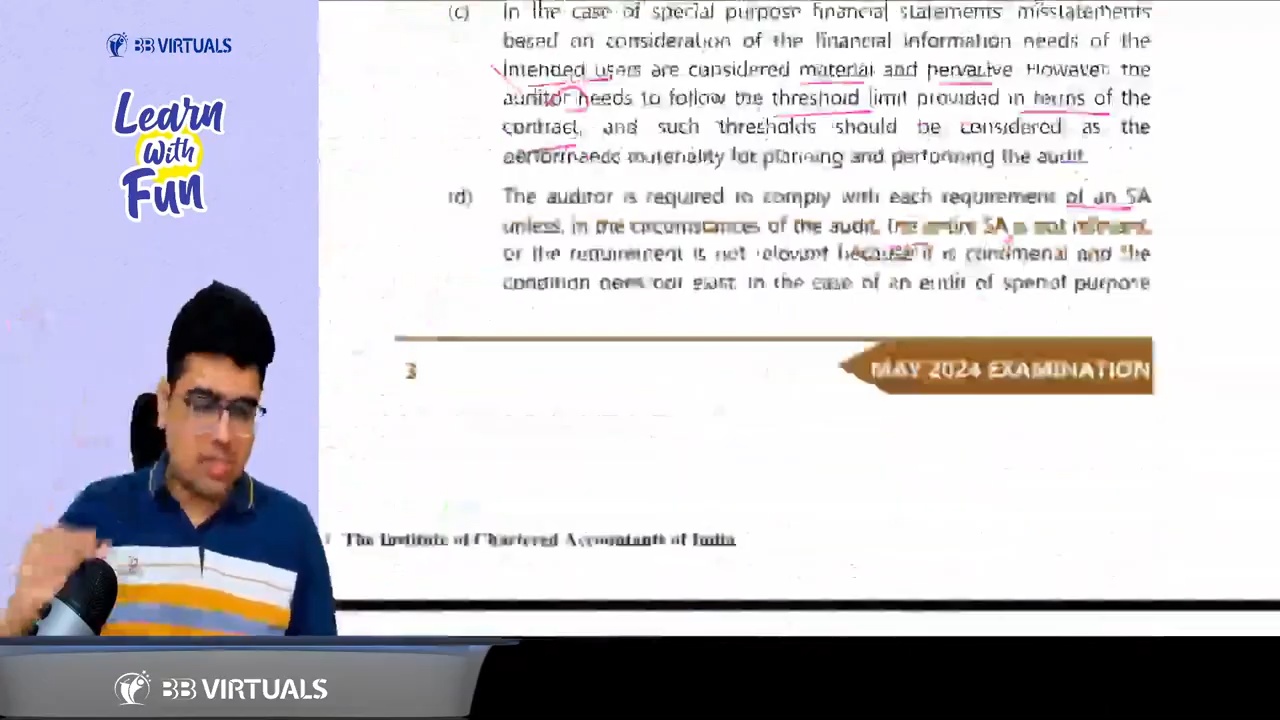 BB VIRTUALS
Learn
With
Fun
(c) In the case of special purpose financial statements misstatements
based on consideration of the financial information needs of the
intended users are considered material and pervasive However the
auditor needs to follow the threshold limit provided in terms of the
contract, and such thresholds should be considered as the
performance materiality for planning and performing the audit.
(d) The auditor is required to comply with each requirement of an SA
unless, in the circumstances of the audit, the entire SA is not relevant,
or the requirement is not relevant because it is conditional and the
condition does not exist. In the case of an audit of special purpose
3
MAY 2024 EXAMINATION
The Institute of Chartered Accountants of India
BB VIRTUALS